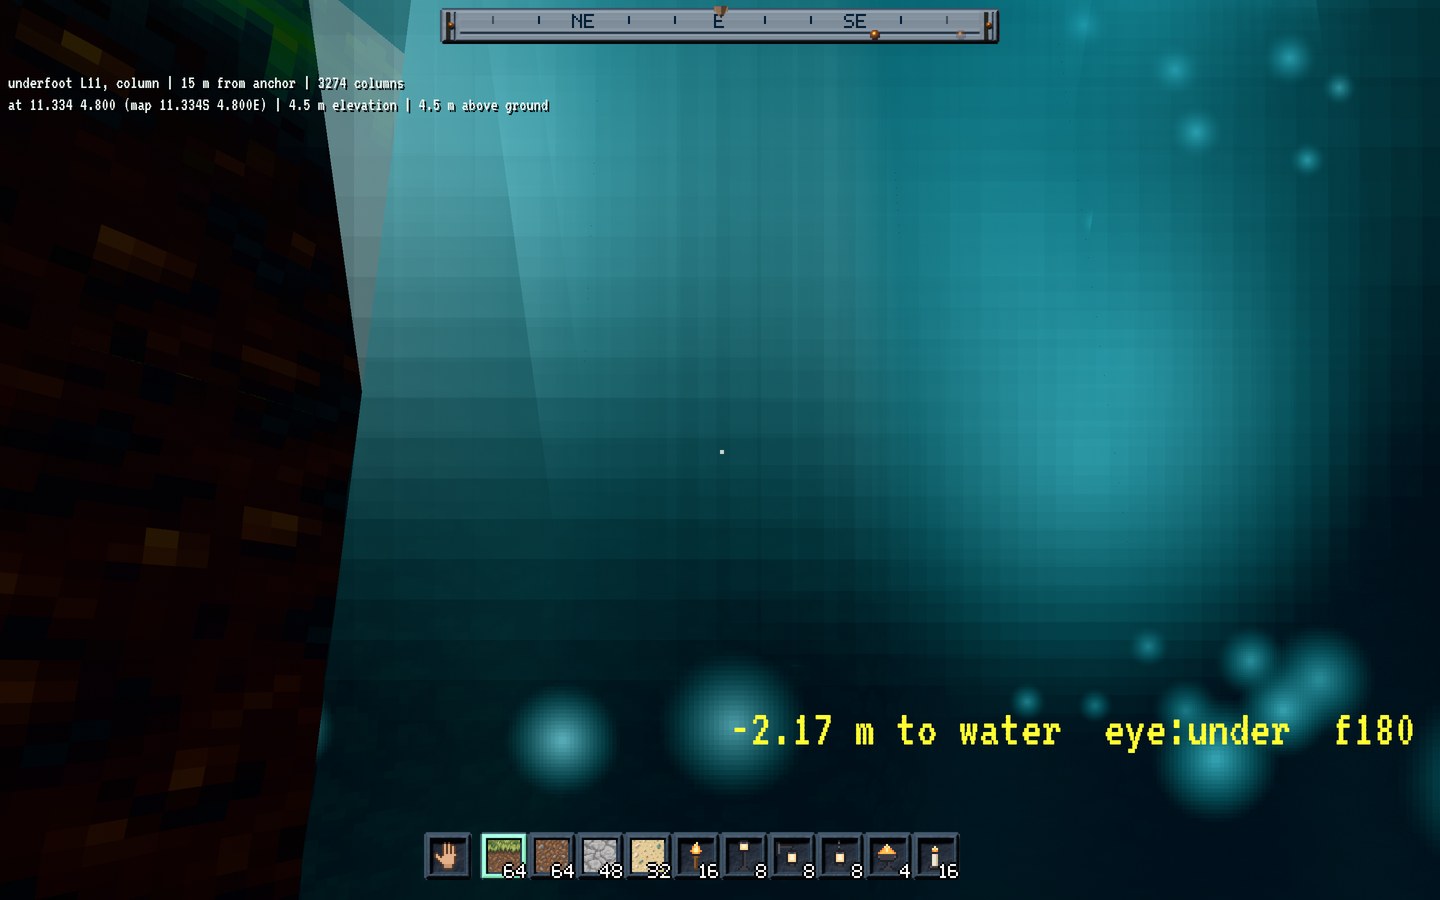 NE E SE
underfoot L11, column | 15 m from anchor | 3274 columns
at 11.334 4.800 (map 11.334S 4.800E) | 4.5 m elevation | 4.5 m above ground
-2.17 m to water eye:under f180
64 64 48 32 16 8 8 8 4 16